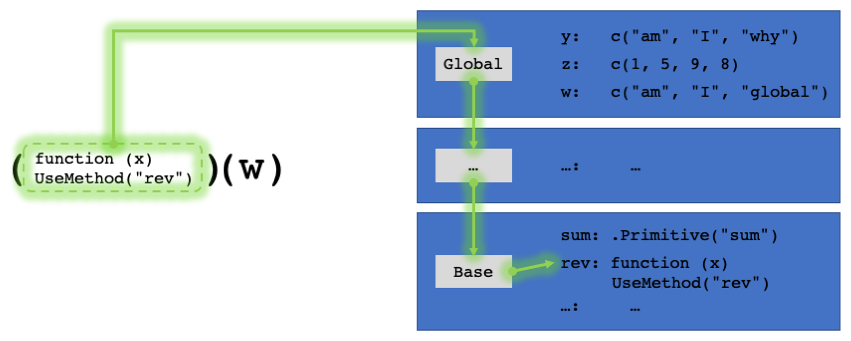 (function (x)
UseMethod("rev"))(w)
Global
y: c("am", "I", "why")
z: c(1, 5, 9, 8)
w: c("am", "I", "global")
…
…: …
Base
sum: .Primitive("sum")
rev: function (x)
UseMethod("rev")
…: …